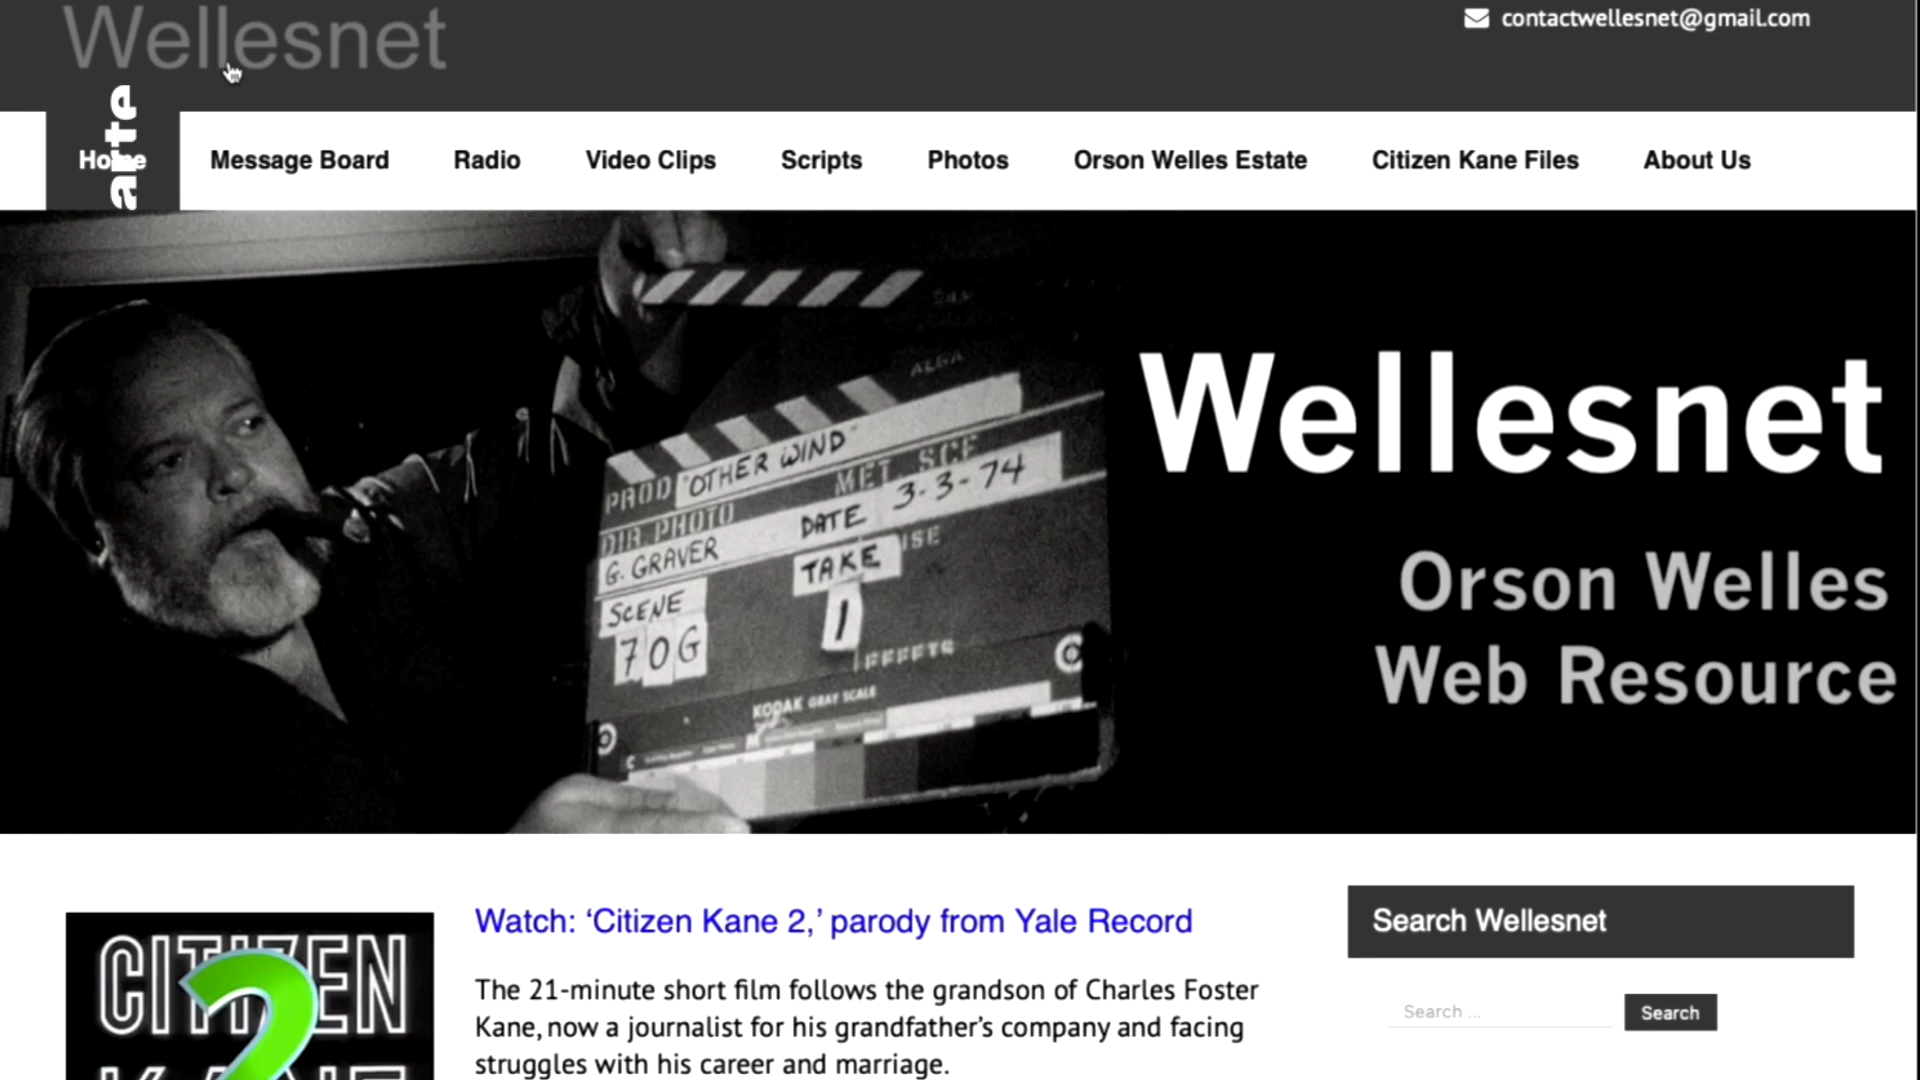 Wellesnet
contactwellesnet@gmail.com
arte
Home
Message Board
Radio
Video Clips
Scripts
Photos
Orson Welles Estate
Citizen Kane Files
About Us
ALGA
PROD "OTHER WIND"
MET SCE
DIR. PHOTO
DATE 3-3-74
G. GRAVER
TAKE
SCENE
1
70G
EFFECTS
KODAK GRAY SCALE
C
Wellesnet
Orson Welles
Web Resource
CITIZEN
2
Watch: ‘Citizen Kane 2,’ parody from Yale Record
The 21-minute short film follows the grandson of Charles Foster
Kane, now a journalist for his grandfather’s company and facing
struggles with his career and marriage.
Search Wellesnet
Search ...
Search